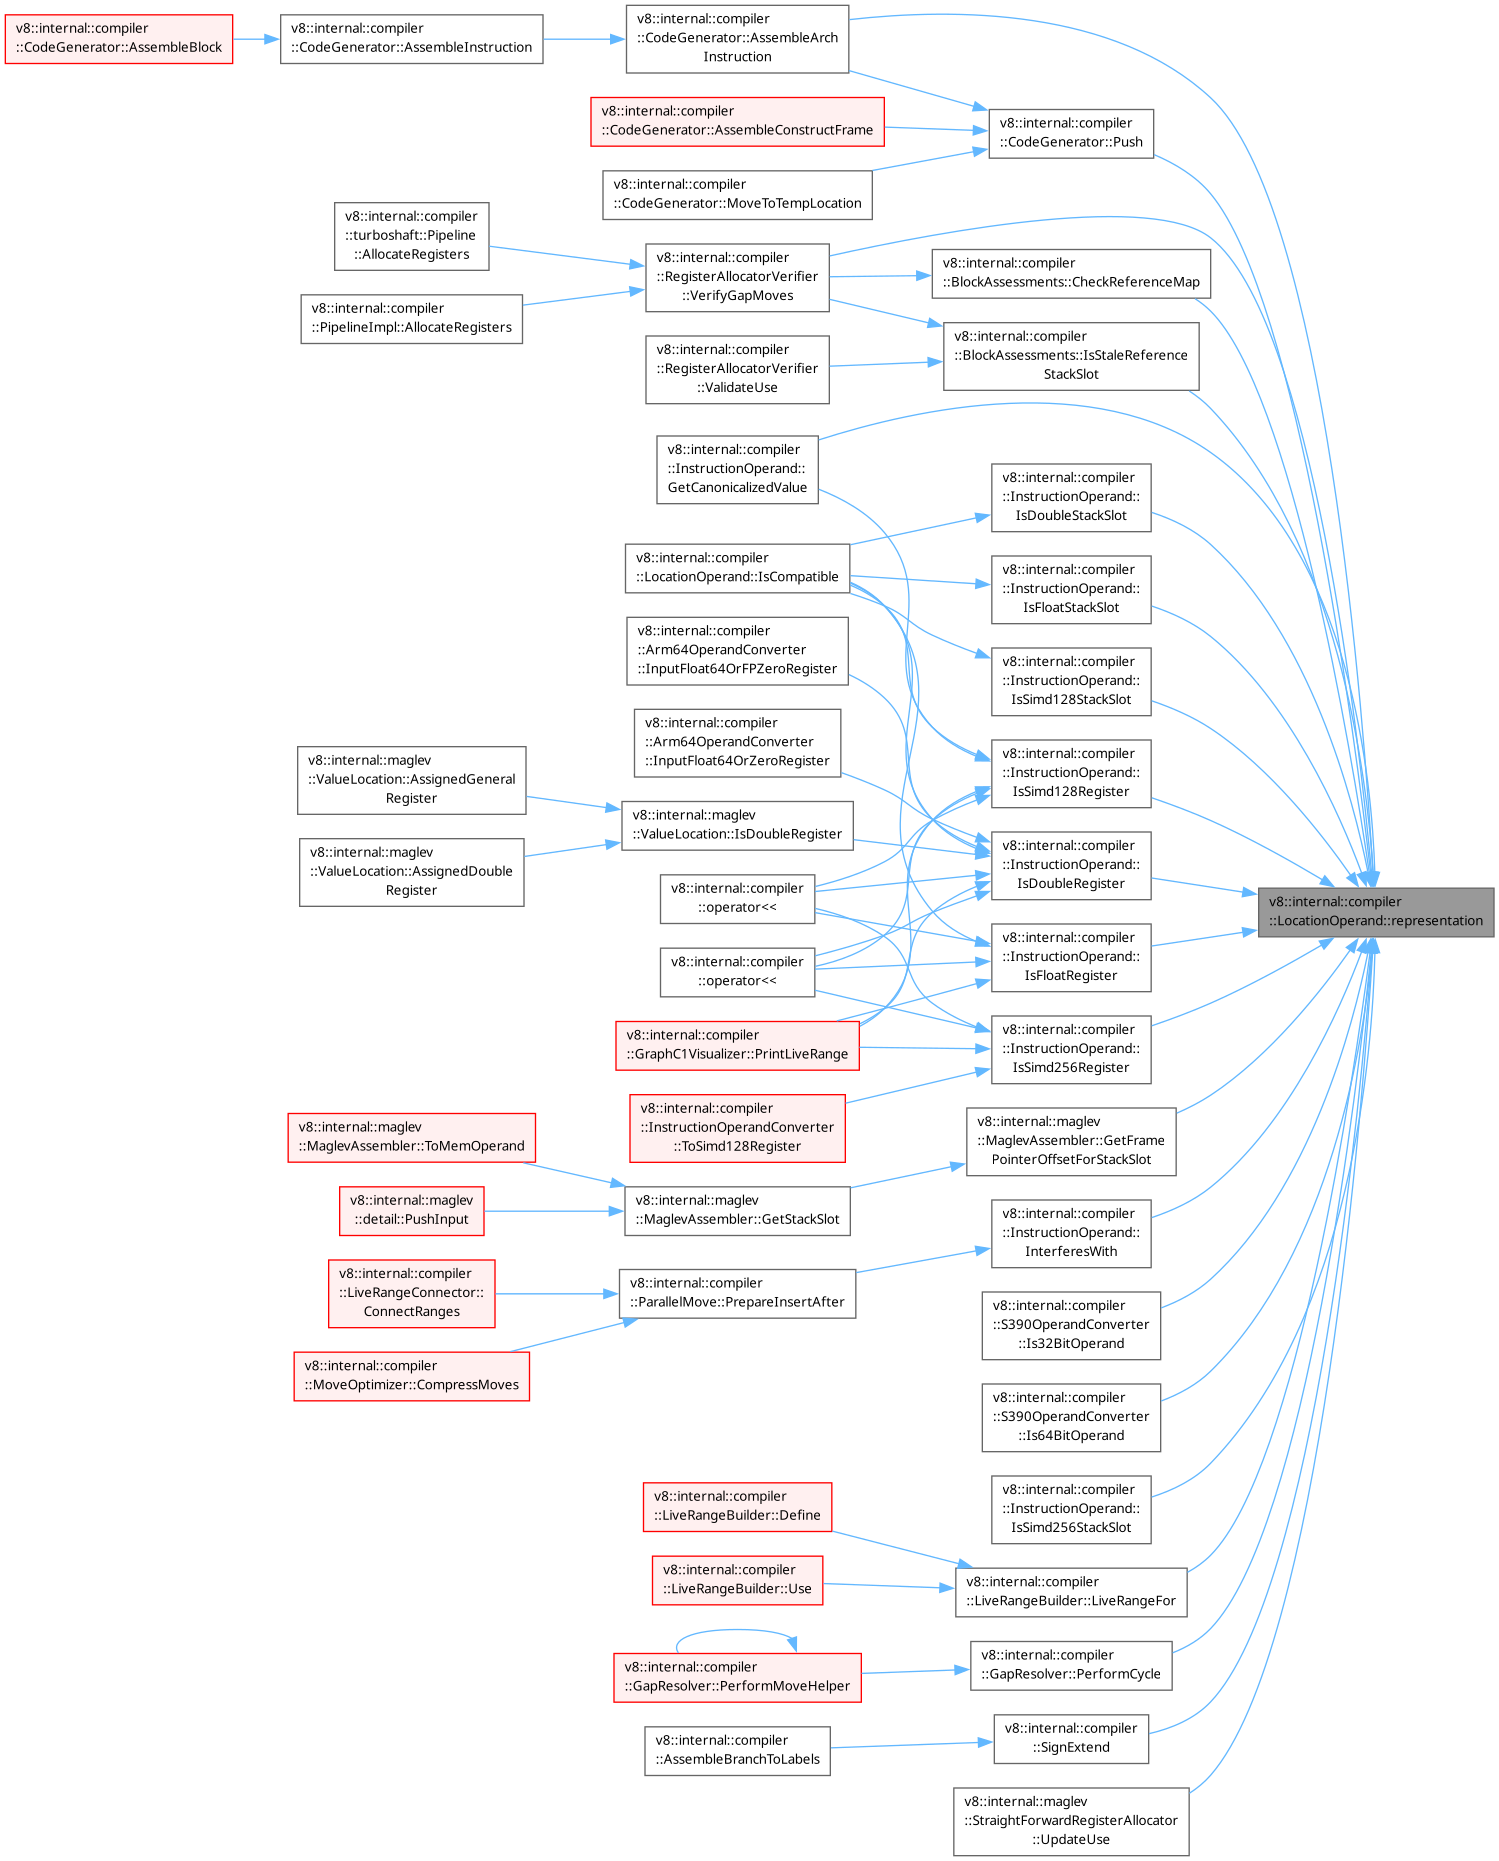 v8::internal::compiler
::CodeGenerator::AssembleBlock
v8::internal::compiler
::CodeGenerator::AssembleInstruction
v8::internal::compiler
::CodeGenerator::AssembleArch
Instruction
v8::internal::compiler
::CodeGenerator::AssembleConstructFrame
v8::internal::compiler
::CodeGenerator::Push
v8::internal::compiler
::CodeGenerator::MoveToTempLocation
v8::internal::compiler
::turboshaft::Pipeline
::AllocateRegisters
v8::internal::compiler
::PipelineImpl::AllocateRegisters
v8::internal::compiler
::RegisterAllocatorVerifier
::VerifyGapMoves
v8::internal::compiler
::BlockAssessments::CheckReferenceMap
v8::internal::compiler
::BlockAssessments::IsStaleReference
StackSlot
v8::internal::compiler
::RegisterAllocatorVerifier
::ValidateUse
v8::internal::compiler
::InstructionOperand::
GetCanonicalizedValue
v8::internal::compiler
::InstructionOperand::
IsDoubleStackSlot
v8::internal::compiler
::LocationOperand::IsCompatible
v8::internal::compiler
::InstructionOperand::
IsFloatStackSlot
v8::internal::compiler
::Arm64OperandConverter
::InputFloat64OrFPZeroRegister
v8::internal::compiler
::InstructionOperand::
IsSimd128StackSlot
v8::internal::compiler
::Arm64OperandConverter
::InputFloat64OrZeroRegister
v8::internal::compiler
::InstructionOperand::
IsSimd128Register
v8::internal::maglev
::ValueLocation::AssignedGeneral
Register
v8::internal::maglev
::ValueLocation::AssignedDouble
Register
v8::internal::maglev
::ValueLocation::IsDoubleRegister
v8::internal::compiler
::InstructionOperand::
IsDoubleRegister
v8::internal::compiler
::operator<<
v8::internal::compiler
::LocationOperand::representation
v8::internal::compiler
::operator<<
v8::internal::compiler
::InstructionOperand::
IsFloatRegister
v8::internal::compiler
::GraphC1Visualizer::PrintLiveRange
v8::internal::compiler
::InstructionOperand::
IsSimd256Register
v8::internal::compiler
::InstructionOperandConverter
::ToSimd128Register
v8::internal::maglev
::MaglevAssembler::ToMemOperand
v8::internal::maglev
::MaglevAssembler::GetFrame
PointerOffsetForStackSlot
v8::internal::maglev
::detail::PushInput
v8::internal::maglev
::MaglevAssembler::GetStackSlot
v8::internal::compiler
::InstructionOperand::
InterferesWith
v8::internal::compiler
::LiveRangeConnector::
ConnectRanges
v8::internal::compiler
::ParallelMove::PrepareInsertAfter
v8::internal::compiler
::S390OperandConverter
::Is32BitOperand
v8::internal::compiler
::MoveOptimizer::CompressMoves
v8::internal::compiler
::S390OperandConverter
::Is64BitOperand
v8::internal::compiler
::InstructionOperand::
IsSimd256StackSlot
v8::internal::compiler
::LiveRangeBuilder::Define
v8::internal::compiler
::LiveRangeBuilder::Use
v8::internal::compiler
::LiveRangeBuilder::LiveRangeFor
v8::internal::compiler
::GapResolver::PerformMoveHelper
v8::internal::compiler
::GapResolver::PerformCycle
v8::internal::compiler
::AssembleBranchToLabels
v8::internal::compiler
::SignExtend
v8::internal::maglev
::StraightForwardRegisterAllocator
::UpdateUse